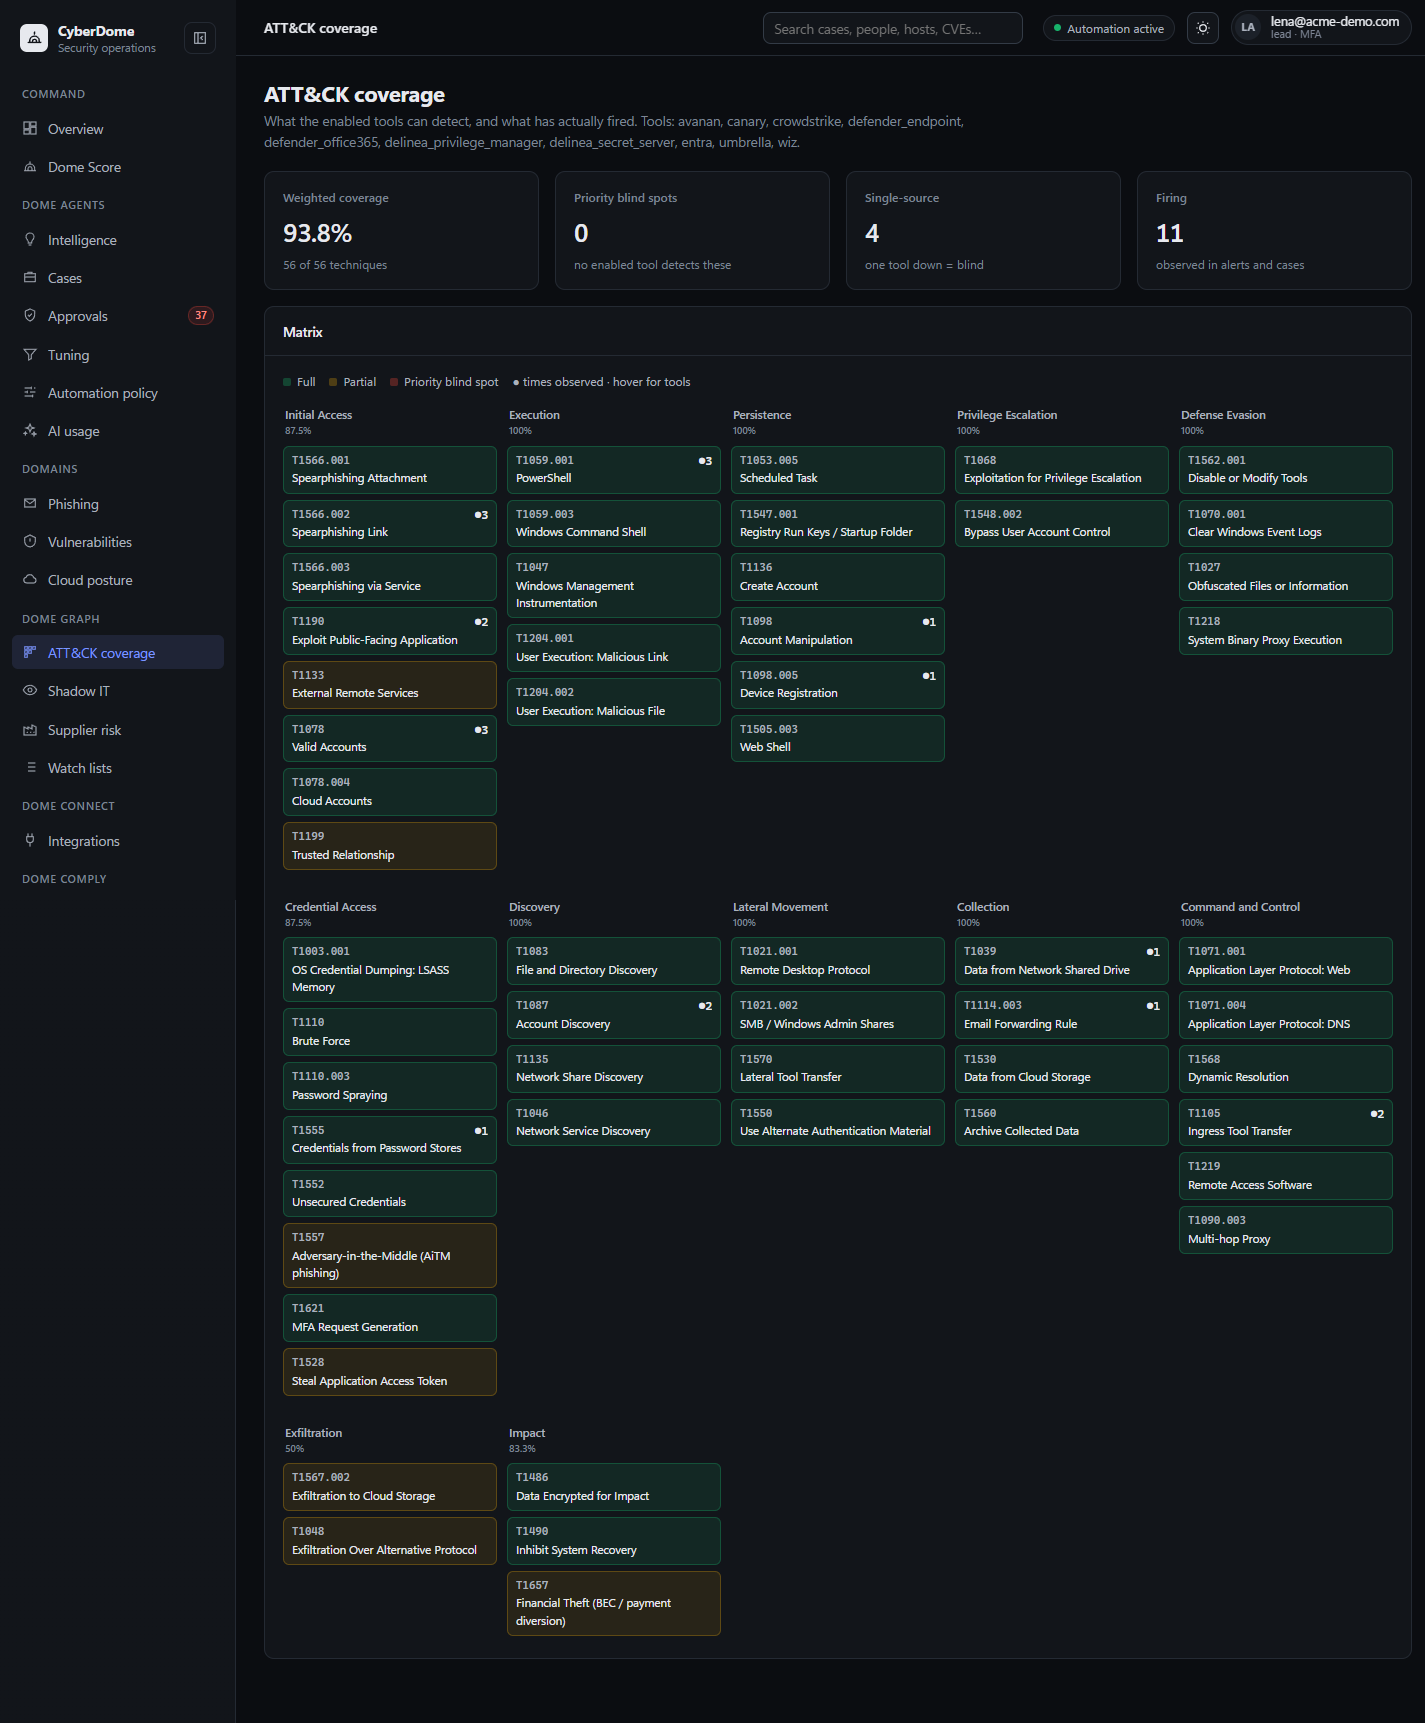 CyberDome
Security operations
COMMAND
Overview
Dome Score
DOME AGENTS
Intelligence
Cases
Approvals 37
Tuning
Automation policy
AI usage
DOMAINS
Phishing
Vulnerabilities
Cloud posture
DOME GRAPH
ATT&CK coverage
Shadow IT
Supplier risk
Watch lists
DOME CONNECT
Integrations
DOME COMPLY
ATT&CK coverage
Search cases, people, hosts, CVEs...
Automation active
LA
lena@acme-demo.com
lead · MFA
ATT&CK coverage
What the enabled tools can detect, and what has actually fired. Tools: avanan, canary, crowdstrike, defender_endpoint,
defender_office365, delinea_privilege_manager, delinea_secret_server, entra, umbrella, wiz.
Weighted coverage
93.8%
56 of 56 techniques
Priority blind spots
0
no enabled tool detects these
Single-source
4
one tool down = blind
Firing
11
observed in alerts and cases
Matrix
Full
Partial
Priority blind spot
● times observed · hover for tools
Initial Access
87.5%
T1566.001
Spearphishing Attachment
T1566.002 ●3
Spearphishing Link
T1566.003
Spearphishing via Service
T1190 ●2
Exploit Public-Facing Application
T1133
External Remote Services
T1078 ●3
Valid Accounts
T1078.004
Cloud Accounts
T1199
Trusted Relationship
Execution
100%
T1059.001 ●3
PowerShell
T1059.003
Windows Command Shell
T1047
Windows Management
Instrumentation
T1204.001
User Execution: Malicious Link
T1204.002
User Execution: Malicious File
Persistence
100%
T1053.005
Scheduled Task
T1547.001
Registry Run Keys / Startup Folder
T1136
Create Account
T1098 ●1
Account Manipulation
T1098.005 ●1
Device Registration
T1505.003
Web Shell
Privilege Escalation
100%
T1068
Exploitation for Privilege Escalation
T1548.002
Bypass User Account Control
Defense Evasion
100%
T1562.001
Disable or Modify Tools
T1070.001
Clear Windows Event Logs
T1027
Obfuscated Files or Information
T1218
System Binary Proxy Execution
Credential Access
87.5%
T1003.001
OS Credential Dumping: LSASS
Memory
T1110
Brute Force
T1110.003
Password Spraying
T1555 ●1
Credentials from Password Stores
T1552
Unsecured Credentials
T1557
Adversary-in-the-Middle (AiTM
phishing)
T1621
MFA Request Generation
T1528
Steal Application Access Token
Discovery
100%
T1083
File and Directory Discovery
T1087 ●2
Account Discovery
T1135
Network Share Discovery
T1046
Network Service Discovery
Lateral Movement
100%
T1021.001
Remote Desktop Protocol
T1021.002
SMB / Windows Admin Shares
T1570
Lateral Tool Transfer
T1550
Use Alternate Authentication Material
Collection
100%
T1039 ●1
Data from Network Shared Drive
T1114.003 ●1
Email Forwarding Rule
T1530
Data from Cloud Storage
T1560
Archive Collected Data
Command and Control
100%
T1071.001
Application Layer Protocol: Web
T1071.004
Application Layer Protocol: DNS
T1568
Dynamic Resolution
T1105 ●2
Ingress Tool Transfer
T1219
Remote Access Software
T1090.003
Multi-hop Proxy
Exfiltration
50%
T1567.002
Exfiltration to Cloud Storage
T1048
Exfiltration Over Alternative Protocol
Impact
83.3%
T1486
Data Encrypted for Impact
T1490
Inhibit System Recovery
T1657
Financial Theft (BEC / payment
diversion)